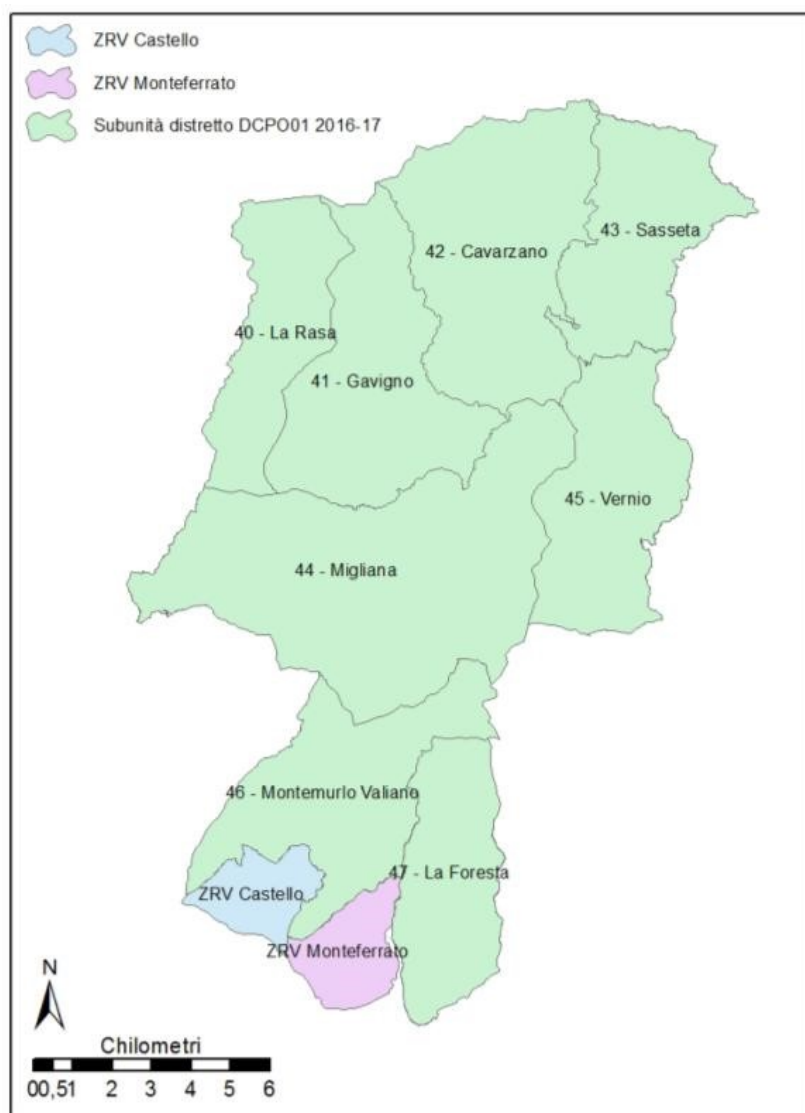 ZRV Castello
ZRV Monteferrato
Subunità distretto DCPO01 2016-17
43 - Sasseta
42 - Cavarzano
40 - La Rasa
41 - Gavigno
45 - Vernio
44 - Migliana
46 - Montemurlo Valiano
47 - La Foresta
ZRV Castello
ZRV Monteferrato
N
Chilometri
00,51 2 3 4 5 6